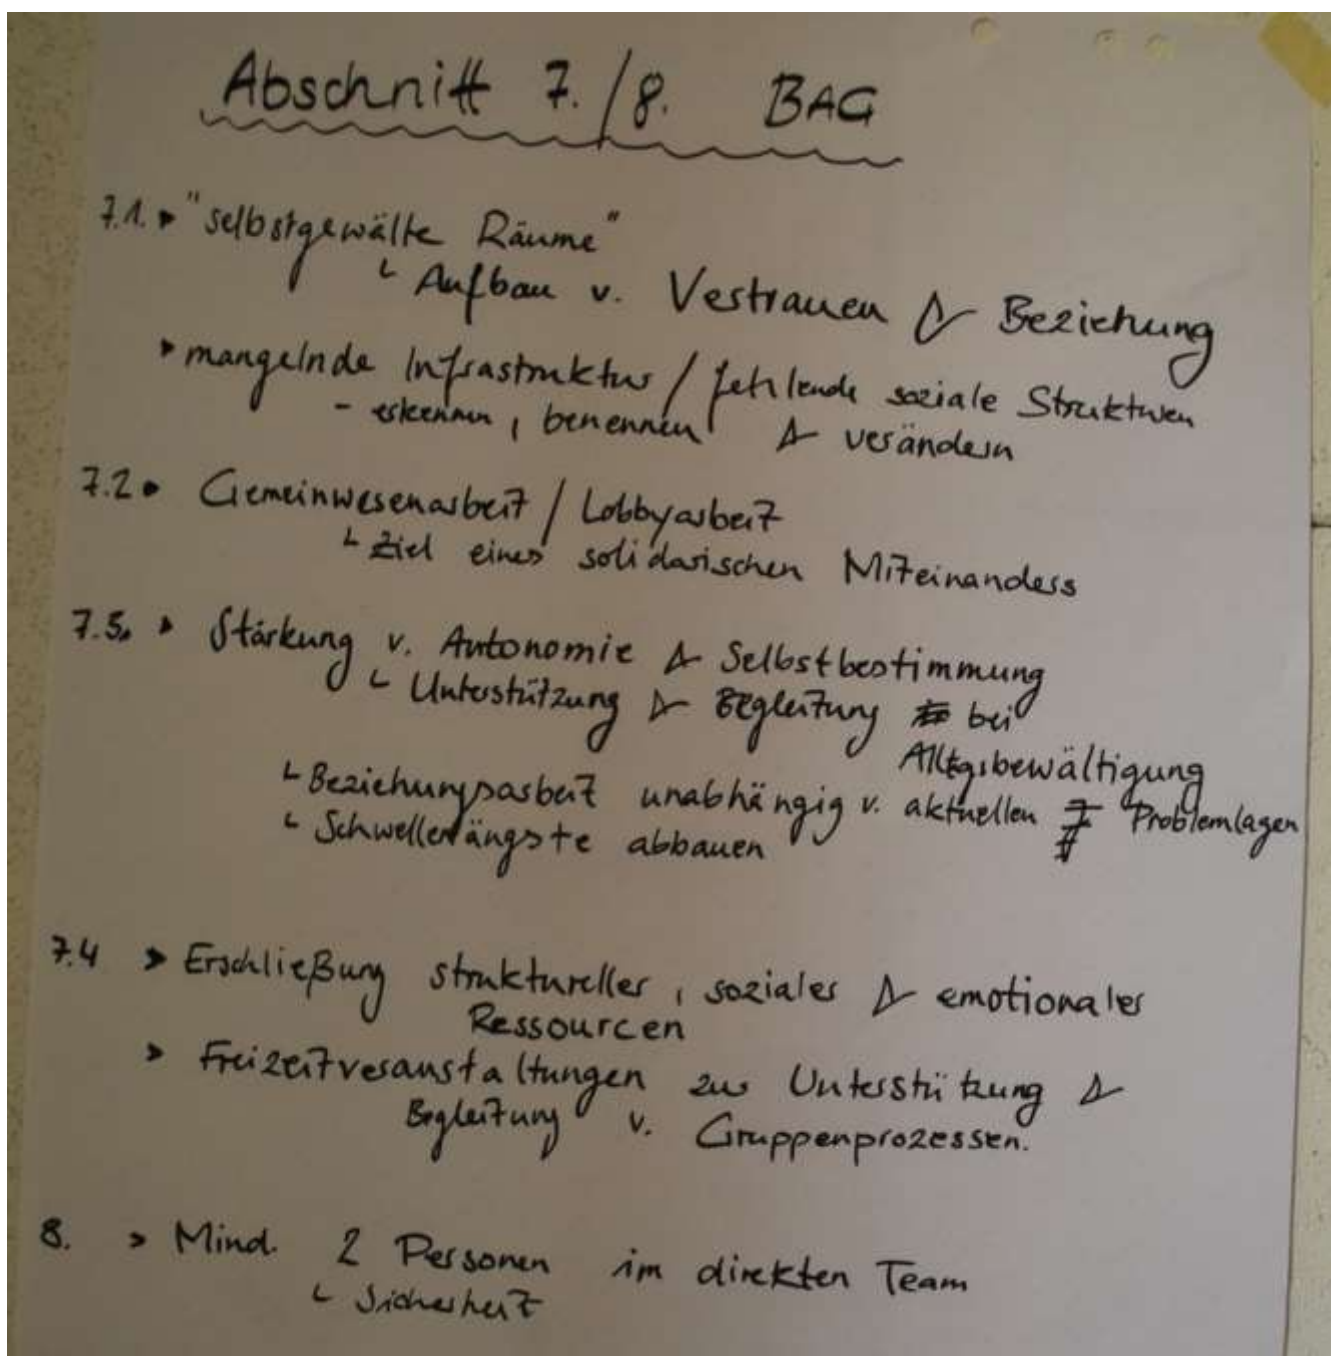 Abschnitt 7./8. BAG
7.1. ▸ "selbstgewälte Räume"
└ Aufbau v. Vertrauen & Beziehung
▸ mangelnde Infrastruktur / fehlende soziale Strukturen
- erkennen, benennen & verändern
7.2 • Gemeinwesenarbeit / Lobbyarbeit
└ Ziel eines solidarischen Miteinanders
7.3. ▸ Stärkung v. Autonomie & Selbstbestimmung
└ Unterstützung & Begleitung bei
Alltgsbewältigung
└ Beziehungsarbeit unabhängig v. aktuellen Problemlagen
└ Schwellenängste abbauen
7.4 > Erschließung struktureller, sozialer & emotionaler
Ressourcen
> Freizeitveranstaltungen zur Unterstützung &
Begleitung v. Gruppenprozessen.
8. > Mind. 2 Personen im direkten Team
└ Sicherheit